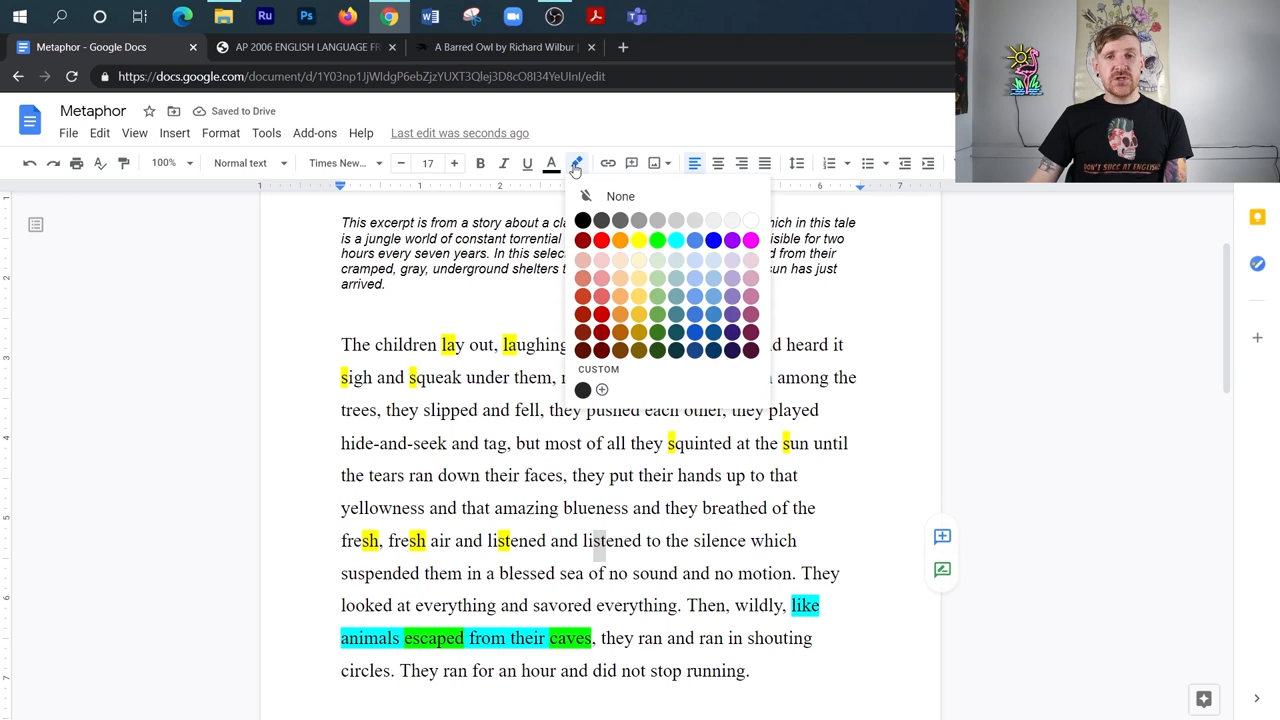 Metaphor - Google Docs
AP 2006 ENGLISH LANGUAGE FR
A Barred Owl by Richard Wilbur |
https://docs.google.com/document/d/1Y03np1JjWIdgP6ebZjzYUXT3Qlej3D8cO8I34YeUInI/edit
Metaphor
Saved to Drive
File Edit View Insert Format Tools Add-ons Help Last edit was seconds ago
100% Normal text Times New... 17 B I U A
1 1 2 6 7
None
This excerpt is from a story about a cla hich in this tale
is a jungle world of constant torrential isible for two
hours every seven years. In this selec d from their
cramped, gray, underground shelters t un has just
arrived.
The children lay out, laughing d heard it
sigh and squeak under them, among the
trees, they slipped and fell, they pushed each other, they played
hide-and-seek and tag, but most of all they squinted at the sun until
the tears ran down their faces, they put their hands up to that
yellowness and that amazing blueness and they breathed of the
fresh, fresh air and listened and listened to the silence which
suspended them in a blessed sea of no sound and no motion. They
looked at everything and savored everything. Then, wildly, like
animals escaped from their caves, they ran and ran in shouting
circles. They ran for an hour and did not stop running.
CUSTOM
DON'T SUCC AT ENGLISH